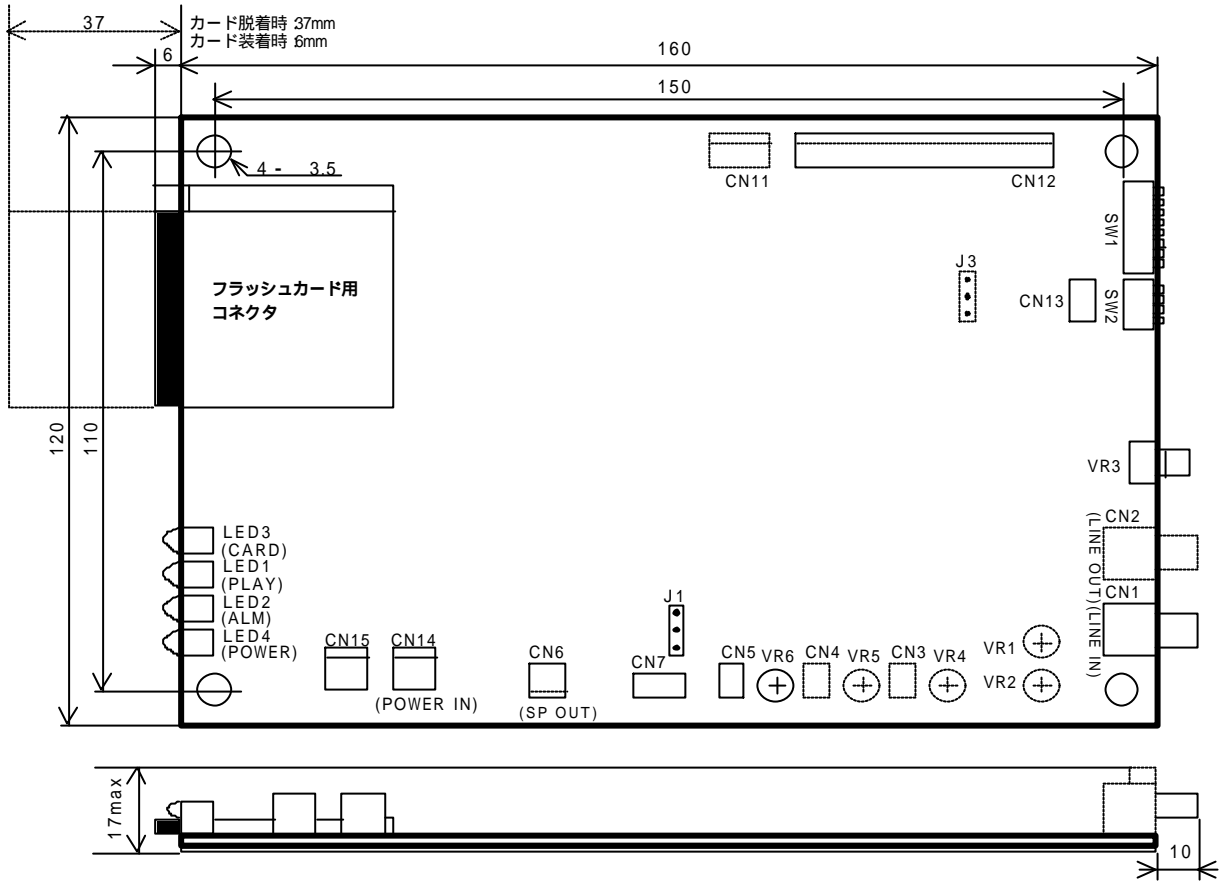 37
カード脱着時:37mm
カード装着時:6mm
6
160
150
4 - 3.5
CN11
CN12
SW1
J3
フラッシュカード用
コネクタ
CN13
SW2
120
110
VR3
CN2
(LINE OUT)
LED3
(CARD)
LED1
(PLAY)
LED2
(ALM)
LED4
(POWER)
CN1
(LINE IN)
J1
CN15
CN14
(POWER IN)
CN6
(SP OUT)
CN7
CN5
VR6
CN4
VR5
CN3
VR4
VR1
VR2
17max
10